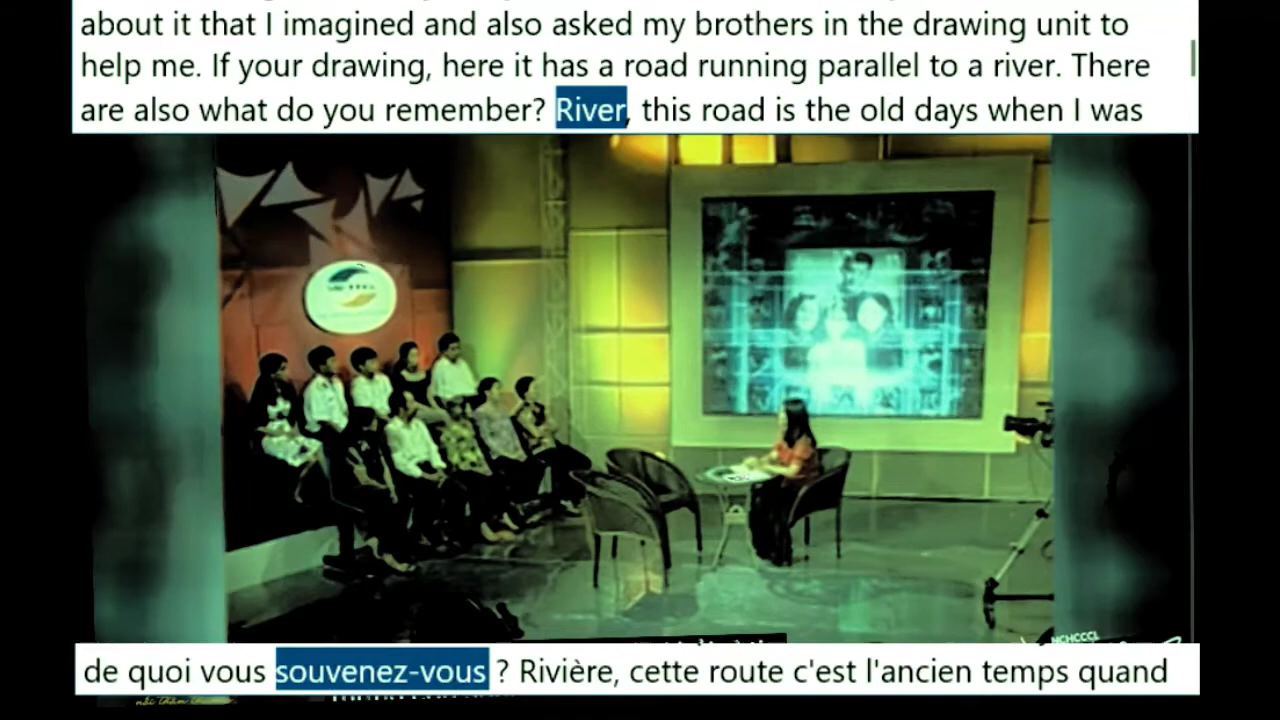 about it that I imagined and also asked my brothers in the drawing unit to
help me. If your drawing, here it has a road running parallel to a river. There
are also what do you remember? River, this road is the old days when I was
NCHCCCL
de quoi vous souvenez-vous ? Rivière, cette route c'est l'ancien temps quand